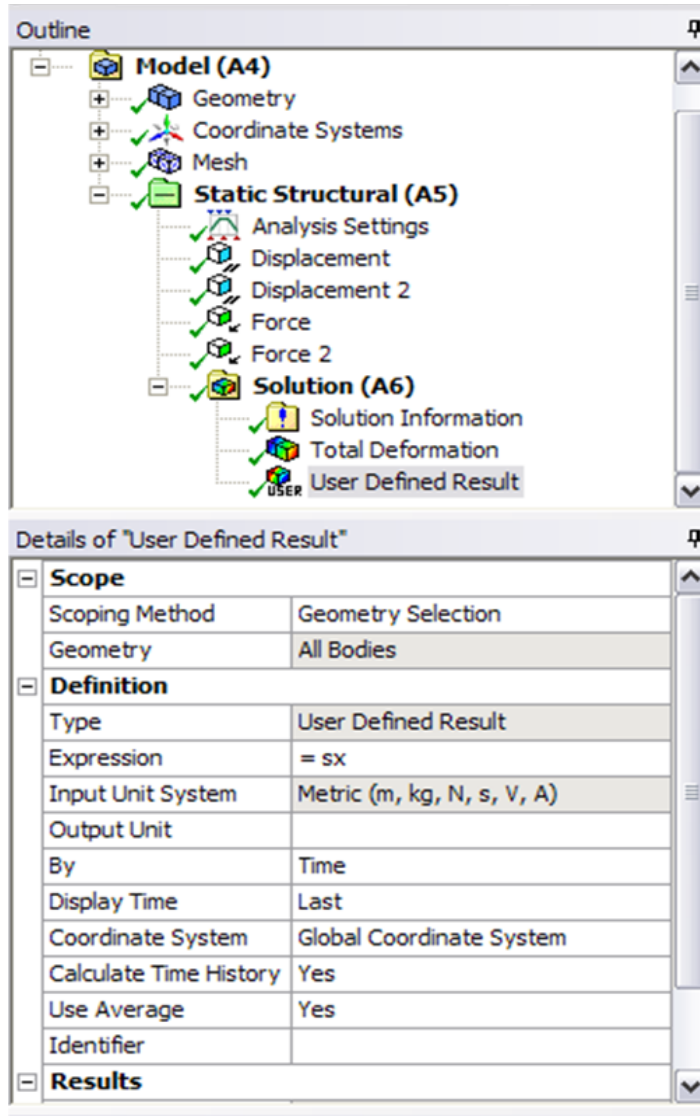 Outline
Model (A4)
Geometry
Coordinate Systems
Mesh
Static Structural (A5)
Analysis Settings
Displacement
Displacement 2
Force
Force 2
Solution (A6)
Solution Information
Total Deformation
USER User Defined Result
Details of "User Defined Result"
Scope
Scoping Method Geometry Selection
Geometry All Bodies
Definition
Type User Defined Result
Expression = sx
Input Unit System Metric (m, kg, N, s, V, A)
Output Unit
By Time
Display Time Last
Coordinate System Global Coordinate System
Calculate Time History Yes
Use Average Yes
Identifier
Results